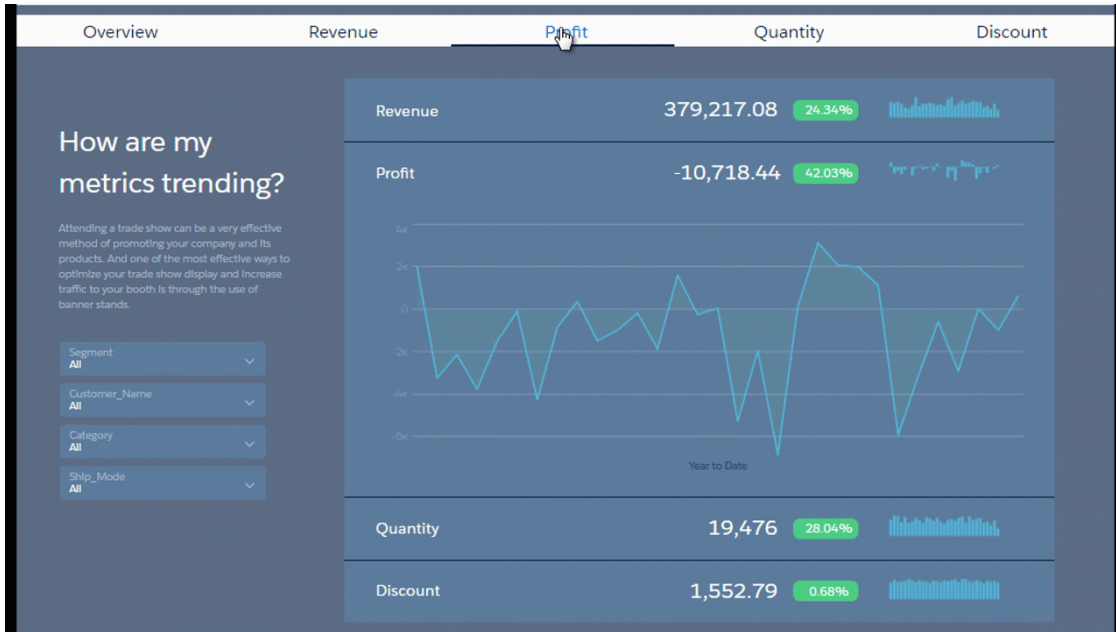 Overview Revenue Profit Quantity Discount
How are my
metrics trending?
Attending a trade show can be a very effective
method of promoting your company and its
products. And one of the most effective ways to
optimize your trade show display and increase
traffic to your booth is through the use of
banner stands.
Segment
All
Customer_Name
All
Category
All
Ship_Mode
All
Revenue 379,217.08 24.34%
Profit -10,718.44 42.03%
4K
2K
0
-2K
-4K
-6K
Year to Date
Quantity 19,476 28.04%
Discount 1,552.79 0.68%